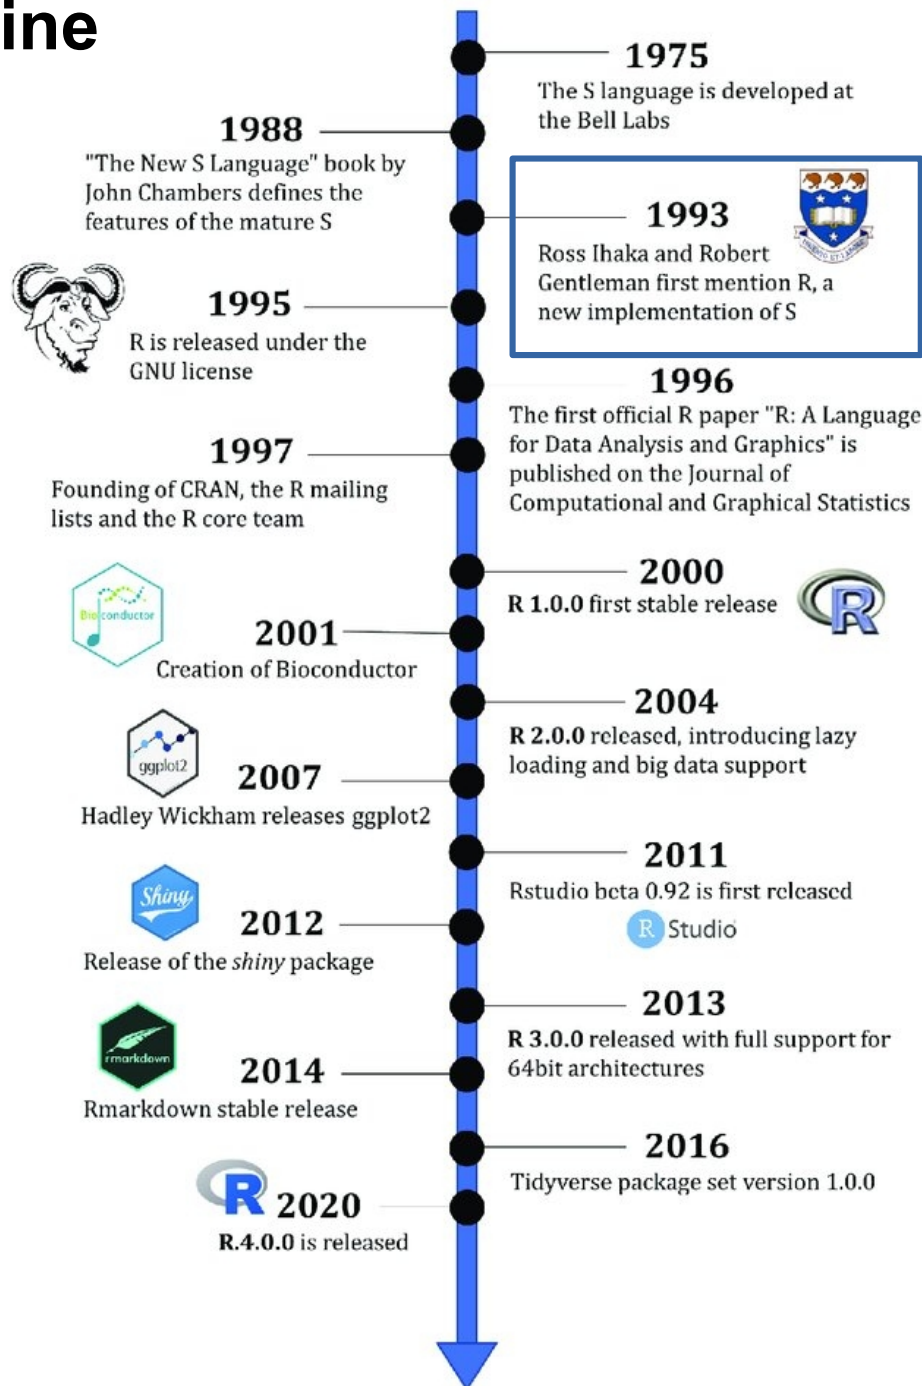 ine
1975
The S language is developed at
the Bell Labs
1988
"The New S Language" book by
John Chambers defines the
features of the mature S
1993
Ross Ihaka and Robert
Gentleman first mention R, a
new implementation of S
1995
R is released under the
GNU license
1996
The first official R paper "R: A Language
for Data Analysis and Graphics" is
published on the Journal of
Computational and Graphical Statistics
1997
Founding of CRAN, the R mailing
lists and the R core team
2000
R 1.0.0 first stable release
R
Bioconductor
2001
Creation of Bioconductor
2004
R 2.0.0 released, introducing lazy
loading and big data support
ggplot2
2007
Hadley Wickham releases ggplot2
2011
Rstudio beta 0.92 is first released
R Studio
Shiny
2012
Release of the shiny package
2013
R 3.0.0 released with full support for
64bit architectures
rmarkdown
2014
Rmarkdown stable release
2016
Tidyverse package set version 1.0.0
R
2020
R.4.0.0 is released